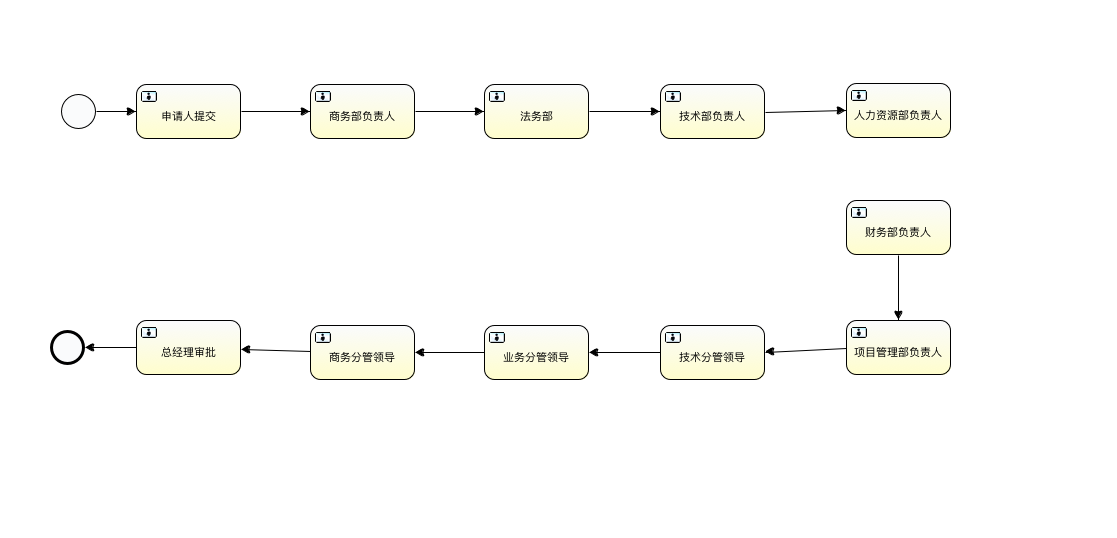 申请人提交
商务部负责人
法务部
技术部负责人
人力资源部负责人
财务部负责人
总经理审批
商务分管领导
业务分管领导
技术分管领导
项目管理部负责人